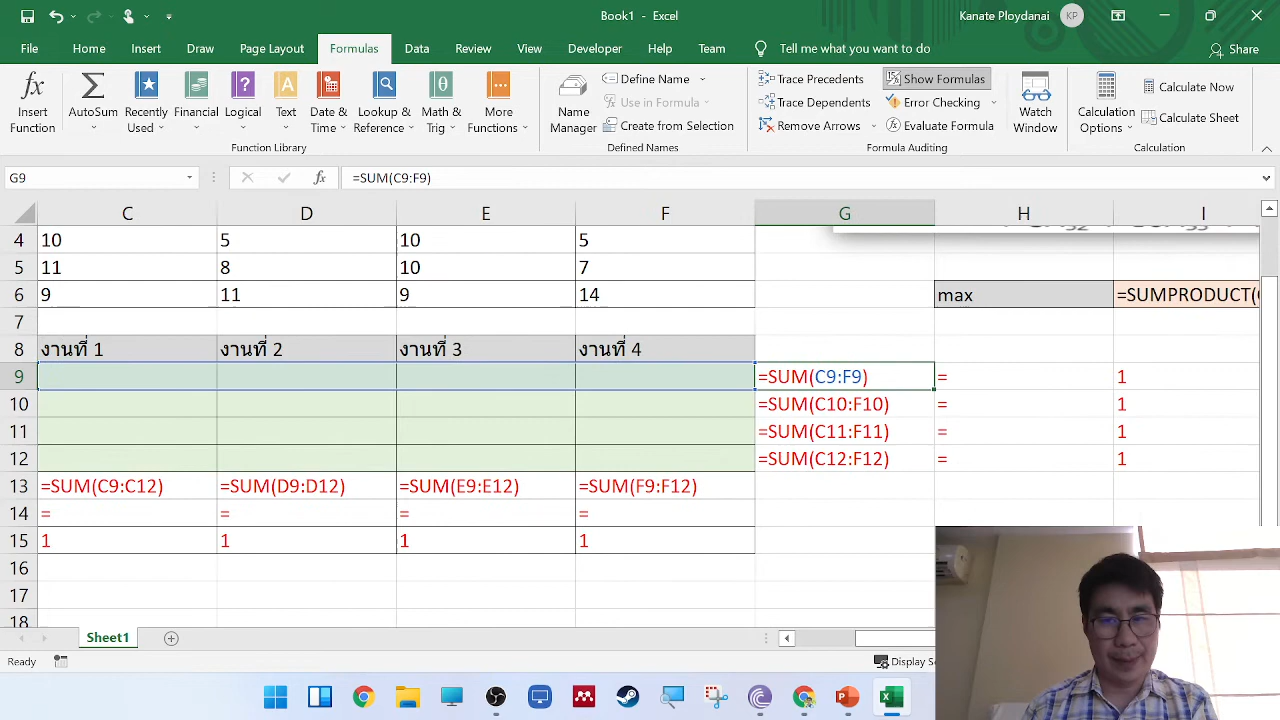 Book1 - Excel
Kanate Ploydanai KP
File Home Insert Draw Page Layout Formulas Data Review View Developer Help Team Tell me what you want to do Share
Insert Function
AutoSum
Recently Used
Financial
Logical
Text
Date & Time
Lookup & Reference
Math & Trig
More Functions
Function Library
Name Manager
Define Name
Use in Formula
Create from Selection
Defined Names
Trace Precedents
Trace Dependents
Remove Arrows
Show Formulas
Error Checking
Evaluate Formula
Formula Auditing
Watch Window
Calculation Options
Calculate Now
Calculate Sheet
Calculation
G9 fx =SUM(C9:F9)
C D E F G H I
4 10 5 10 5
5 11 8 10 7
6 9 11 9 14 max =SUMPRODUCT(
7
8 งานที่ 1 งานที่ 2 งานที่ 3 งานที่ 4
9 =SUM(C9:F9) = 1
10 =SUM(C10:F10) = 1
11 =SUM(C11:F11) = 1
12 =SUM(C12:F12) = 1
13 =SUM(C9:C12) =SUM(D9:D12) =SUM(E9:E12) =SUM(F9:F12)
14 = = = =
15 1 1 1 1
16
17
18
Sheet1
Ready Display